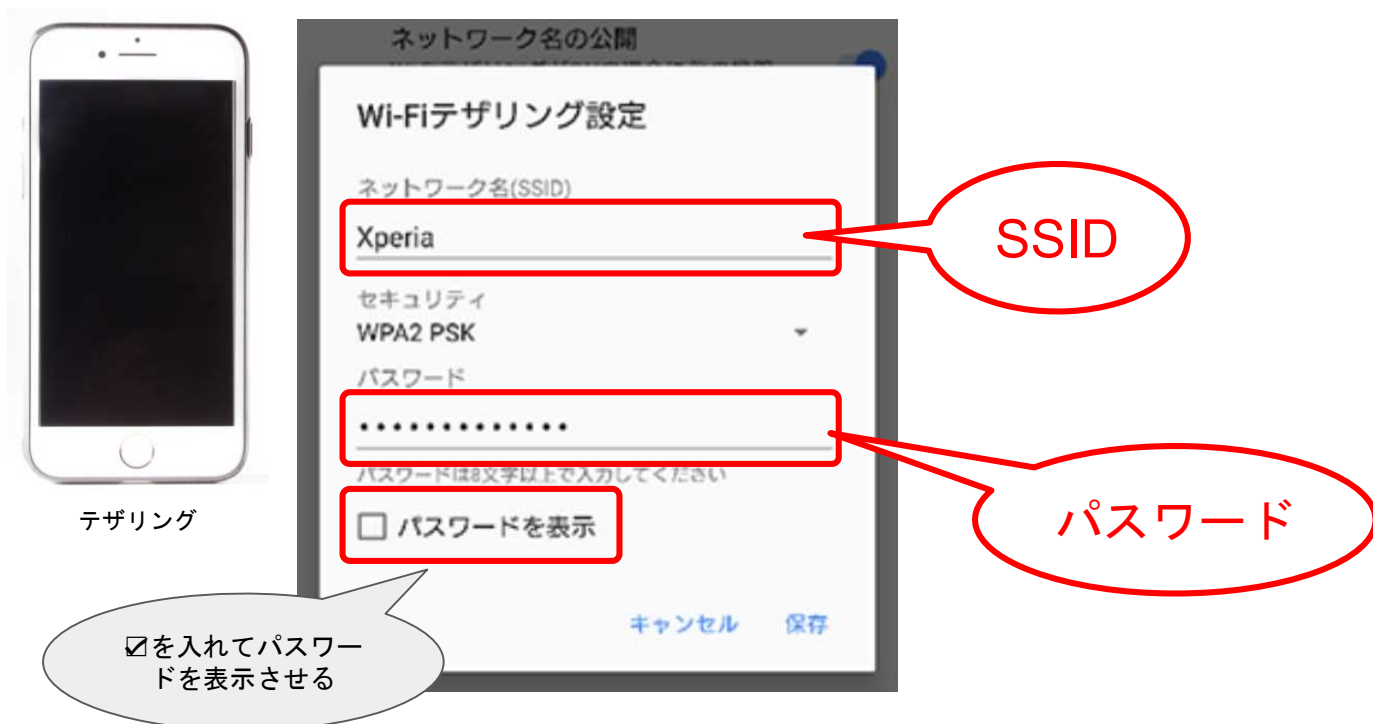 ネットワーク名の公開
Wi-Fiテザリング設定
ネットワーク名(SSID)
Xperia
SSID
セキュリティ
WPA2 PSK
パスワード
•••••••••••••
パスワード
パスワードは8文字以上で入力してください
パスワードを表示
テザリング
キャンセル
保存
☑を入れてパスワー
ドを表示させる